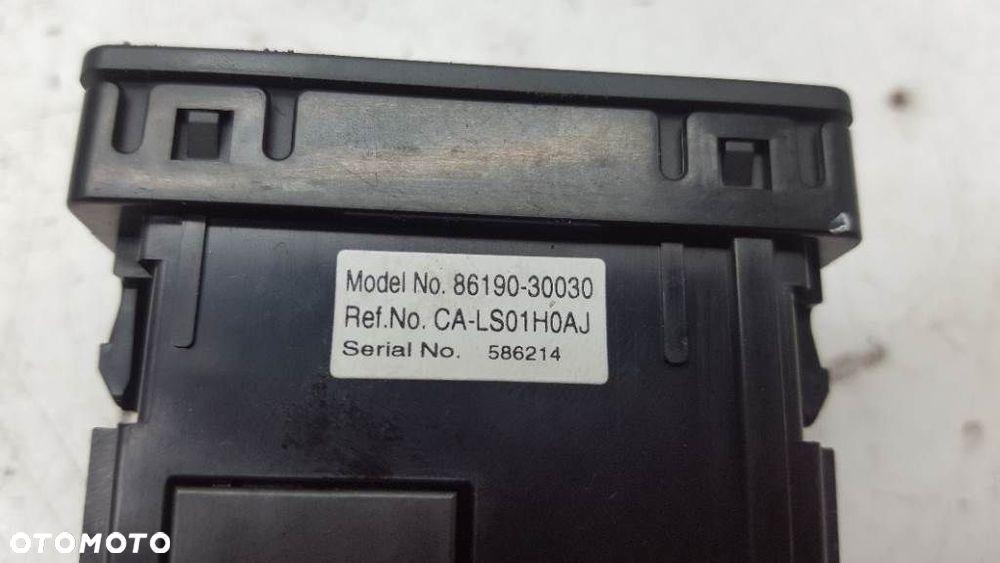 Model No. 86190-30030
Ref.No. CA-LS01H0AJ
Serial No. 586214
OTOMOTO